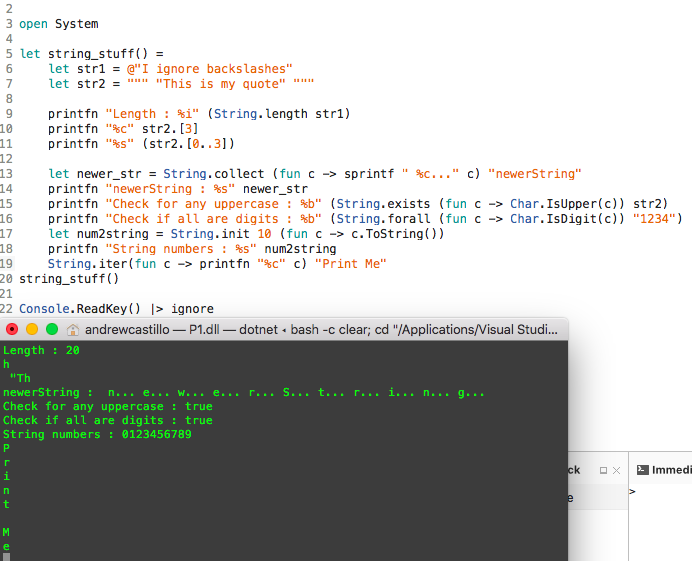 2
3 open System
4
5 let string_stuff() =
6     let str1 = @"I ignore backslashes"
7     let str2 = """ "This is my quote" """
8
9     printfn "Length : %i" (String.length str1)
10     printfn "%c" str2.[3]
11     printfn "%s" (str2.[0..3])
12
13     let newer_str = String.collect (fun c -> sprintf " %c..." c) "newerString"
14     printfn "newerString : %s" newer_str
15     printfn "Check for any uppercase : %b" (String.exists (fun c -> Char.IsUpper(c)) str2)
16     printfn "Check if all are digits : %b" (String.forall (fun c -> Char.IsDigit(c)) "1234")
17     let num2string = String.init 10 (fun c -> c.ToString())
18     printfn "String numbers : %s" num2string
19     String.iter(fun c -> printfn "%c" c) "Print Me"
20 string_stuff()
21
22 Console.ReadKey() |> ignore
andrewcastillo — P1.dll — dotnet ◂ bash -c clear; cd "/Applications/Visual Studi...
Length : 20
h
 "Th
newerString :  n... e... w... e... r... S... t... r... i... n... g...
Check for any uppercase : true
Check if all are digits : true
String numbers : 0123456789
P
r
i
n
t

M
e
ck
Immedi
e
>